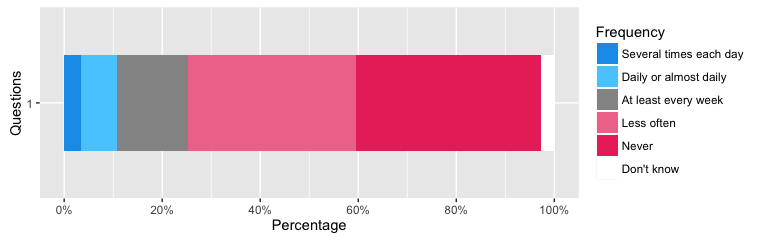 Frequency
Several times each day
Daily or almost daily
At least every week
Less often
Never
Don't know
Questions
1
0%
20%
40%
60%
80%
100%
Percentage